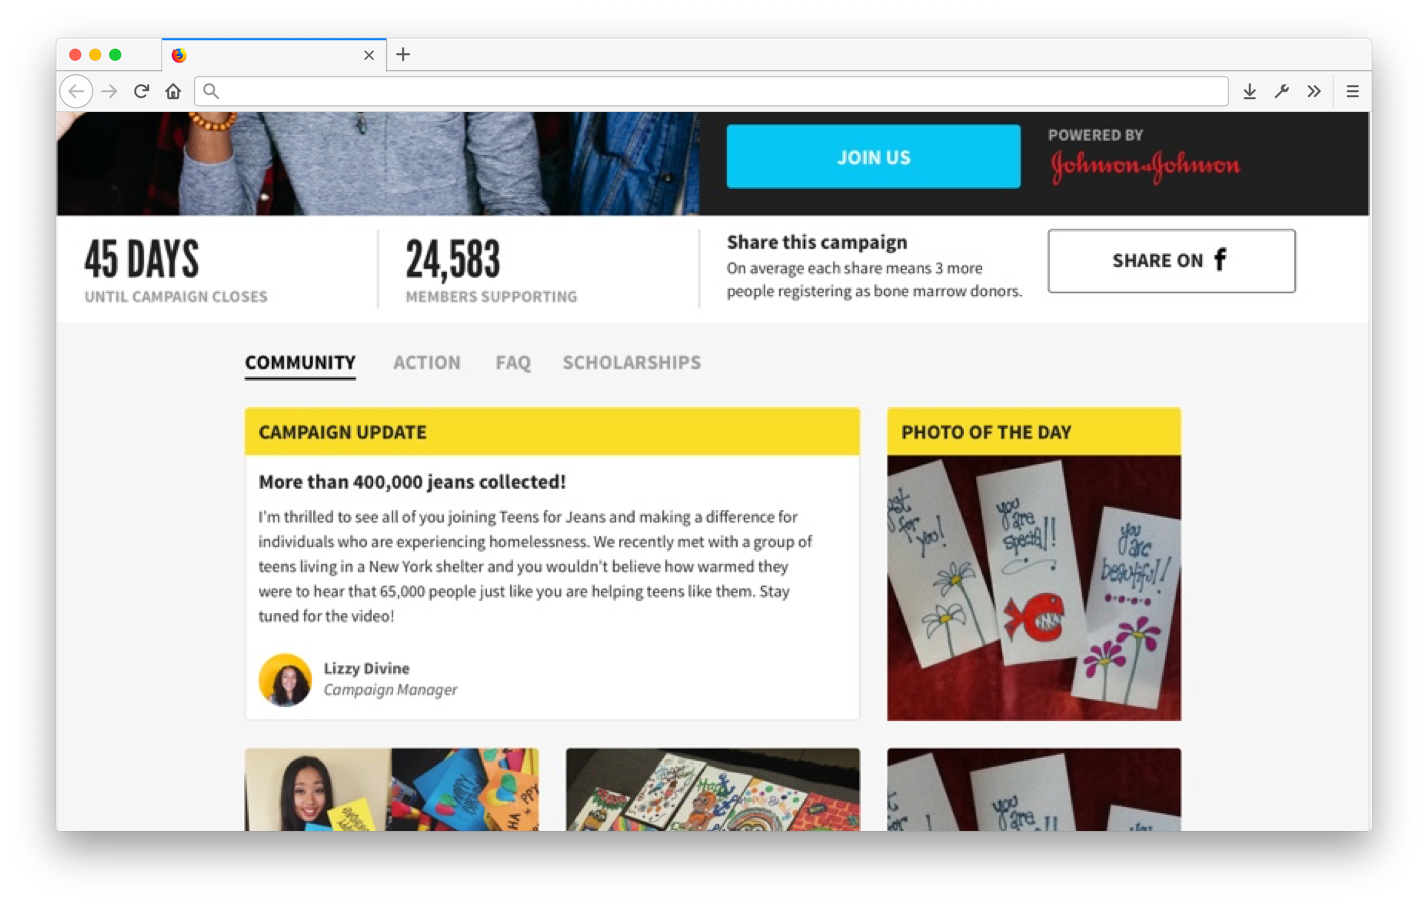 JOIN US
POWERED BY
Johnson & Johnson
45 DAYS
UNTIL CAMPAIGN CLOSES
24,583
MEMBERS SUPPORTING
Share this campaign
On average each share means 3 more
people registering as bone marrow donors.
SHARE ON f
COMMUNITY ACTION FAQ SCHOLARSHIPS
CAMPAIGN UPDATE
More than 400,000 jeans collected!
I'm thrilled to see all of you joining Teens for Jeans and making a difference for
individuals who are experiencing homelessness. We recently met with a group of
teens living in a New York shelter and you wouldn't believe how warmed they
were to hear that 65,000 people just like you are helping teens like them. Stay
tuned for the video!
Lizzy Divine
Campaign Manager
PHOTO OF THE DAY
for
you!
you
are
special!!
you
are
beautiful!
HAPPY
you
are
you